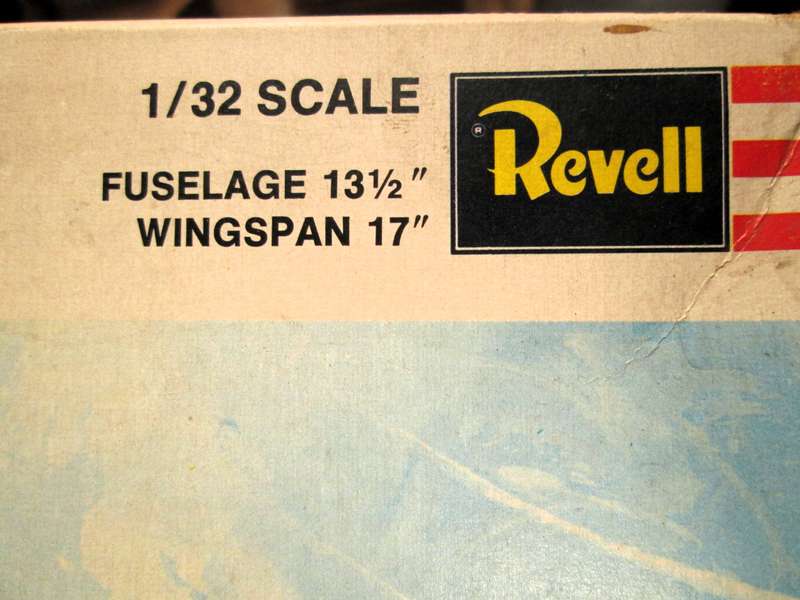 1/32 SCALE
FUSELAGE 13½"
WINGSPAN 17"
® Revell